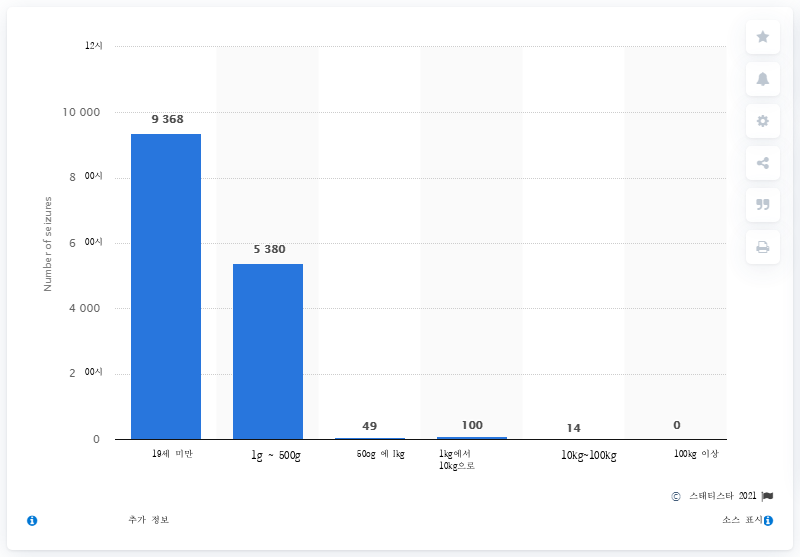 12시
10 000
8 00시
6 00시
4 000
2 00시
0
Number of seizures
9 368
5 380
49
100
14
0
19세 미만
1g ~ 500g
50og 에 1kg
1kg에서
10kg으로
10kg~100kg
100kg 이상
© 스태티스타 2021
추가 정보
소스 표시